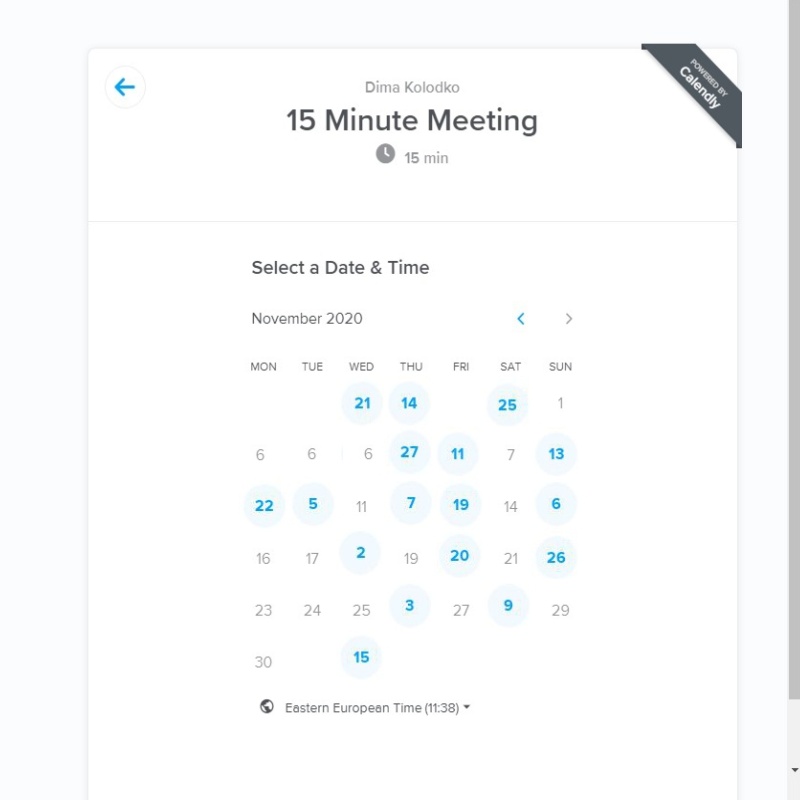 POWERED BY
Calendly
Dima Kolodko
15 Minute Meeting
15 min
Select a Date & Time
November 2020
MON TUE WED THU FRI SAT SUN
21 14 25 1
6 6 6 27 11 7 13
22 5 11 7 19 14 6
16 17 2 19 20 21 26
23 24 25 3 27 9 29
30 15
Eastern European Time (11:38)